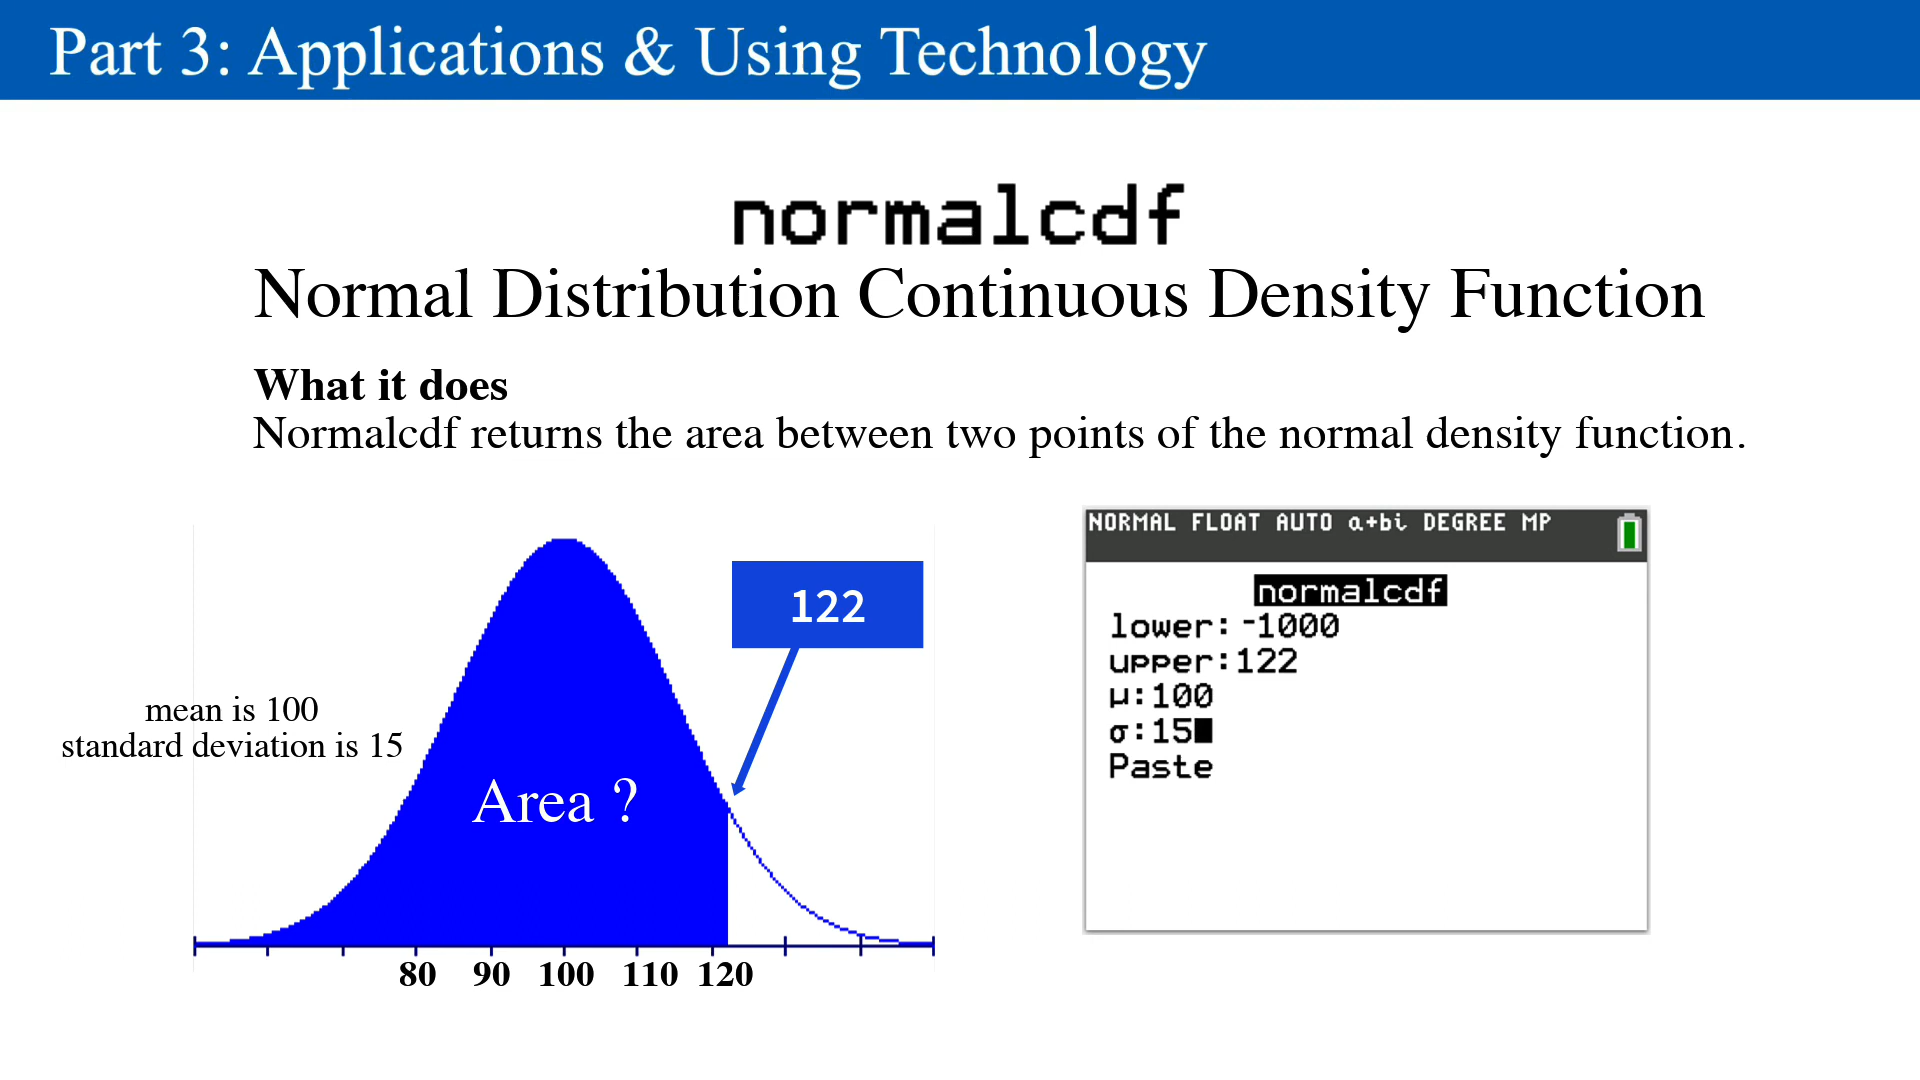 Part 3: Applications & Using Technology
normalcdf
Normal Distribution Continuous Density Function
What it does
Normalcdf returns the area between two points of the normal density function.
122
mean is 100
standard deviation is 15
Area ?
80 90 100 110 120
NORMAL FLOAT AUTO a+bi DEGREE MP
normalcdf
lower:-1000
upper:122
μ:100
σ:15
Paste